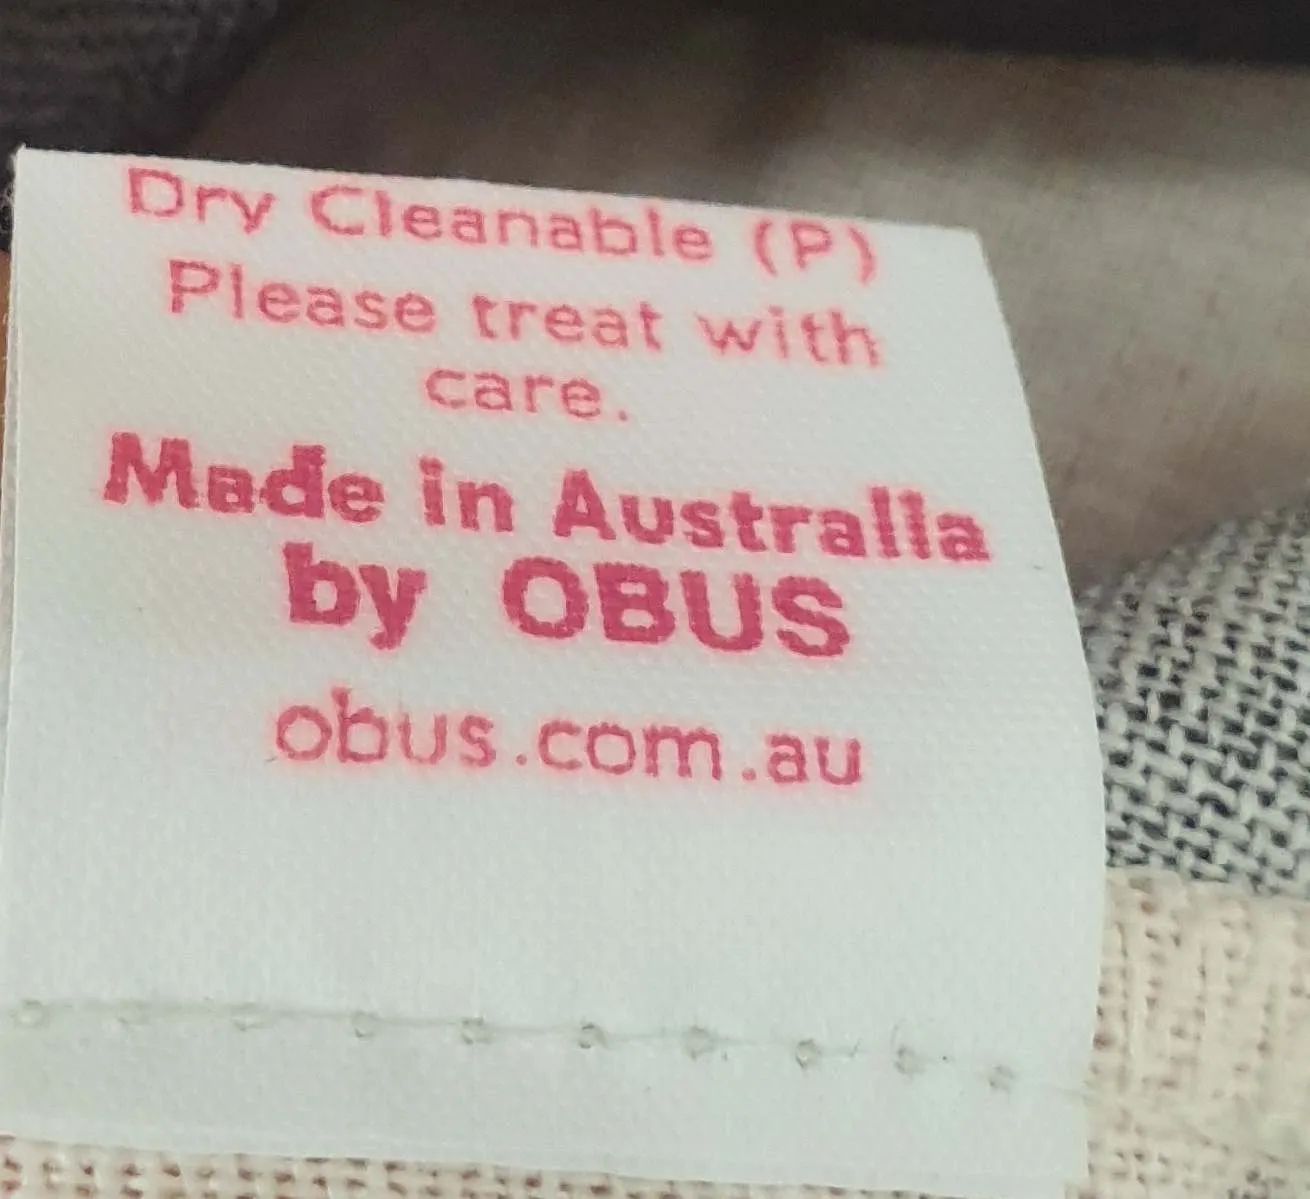 Dry Cleanable (P)
Please treat with
care.
Made in Australia
by OBUS
obus.com.au